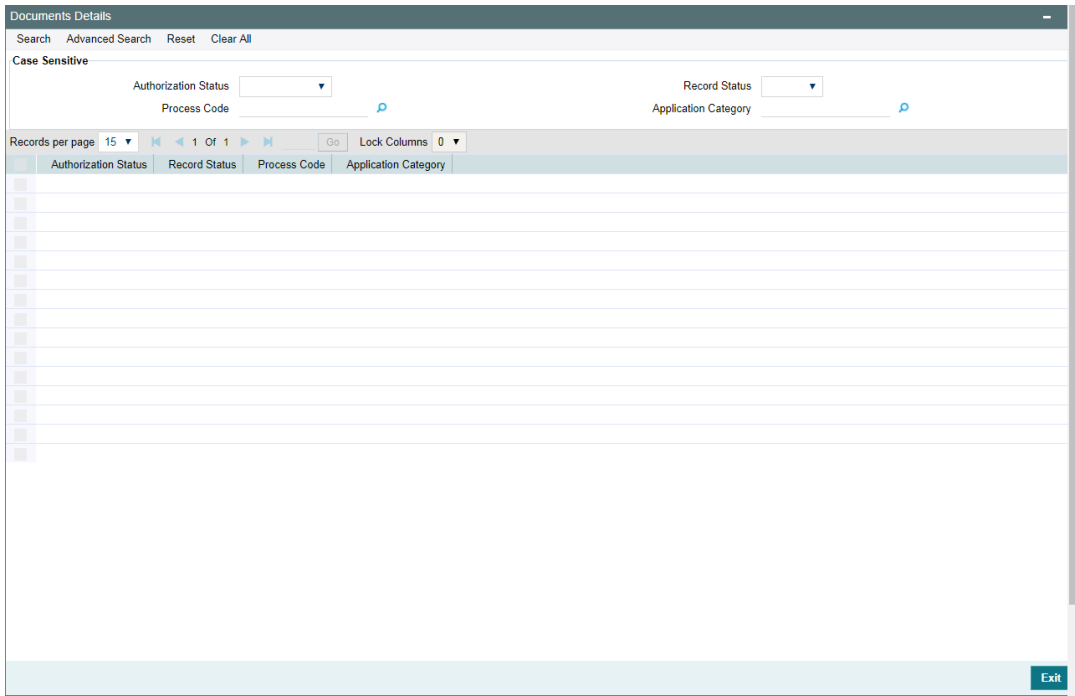 Documents Details
Search Advanced Search Reset Clear All
Case Sensitive
Authorization Status Record Status
Process Code Application Category
Records per page 15 1 Of 1 Go Lock Columns 0
Authorization Status Record Status Process Code Application Category
Exit